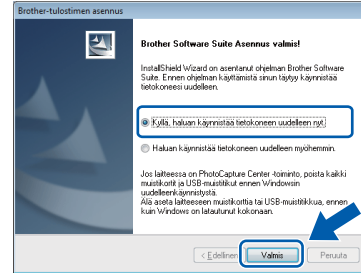 Brother-tulostimen asennus
Brother Software Suite Asennus valmis!
InstallShield Wizard on asentanut ohjelman Brother Software
Suite. Ennen ohjelman käyttämistä sinun täytyy käynnistää
tietokoneesi uudelleen.
Kyllä, haluan käynnistää tietokoneen uudelleen nyt.
Haluan käynnistää tietokoneen uudelleen myöhemmin.
Jos laitteessa on PhotoCapture Center -toiminto, poista kaikki
muistikortit ja USB-muistitikut ennen Windowsin
uudelleenkäynnistystä.
Älä aseta laitteeseen muistikorttia tai USB-muistitikkua, ennen
kuin Windows on latautunut kokonaan.
< Edellinen
Valmis
Peruuta